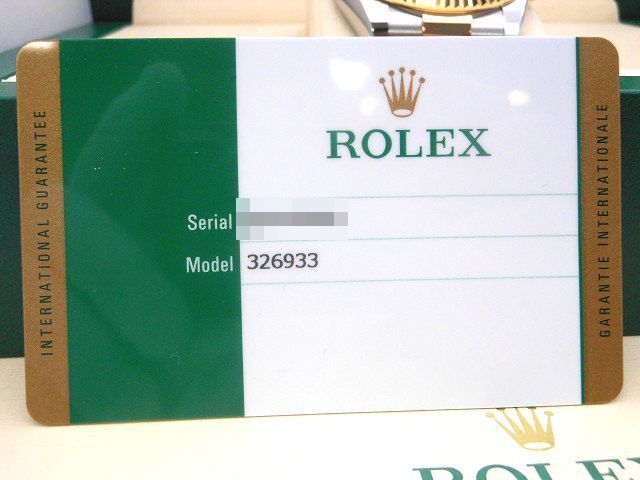 INTERNATIONAL GUARANTEE
ROLEX
Serial
Model 326933
GARANTIE INTERNATIONALE
ROLEX